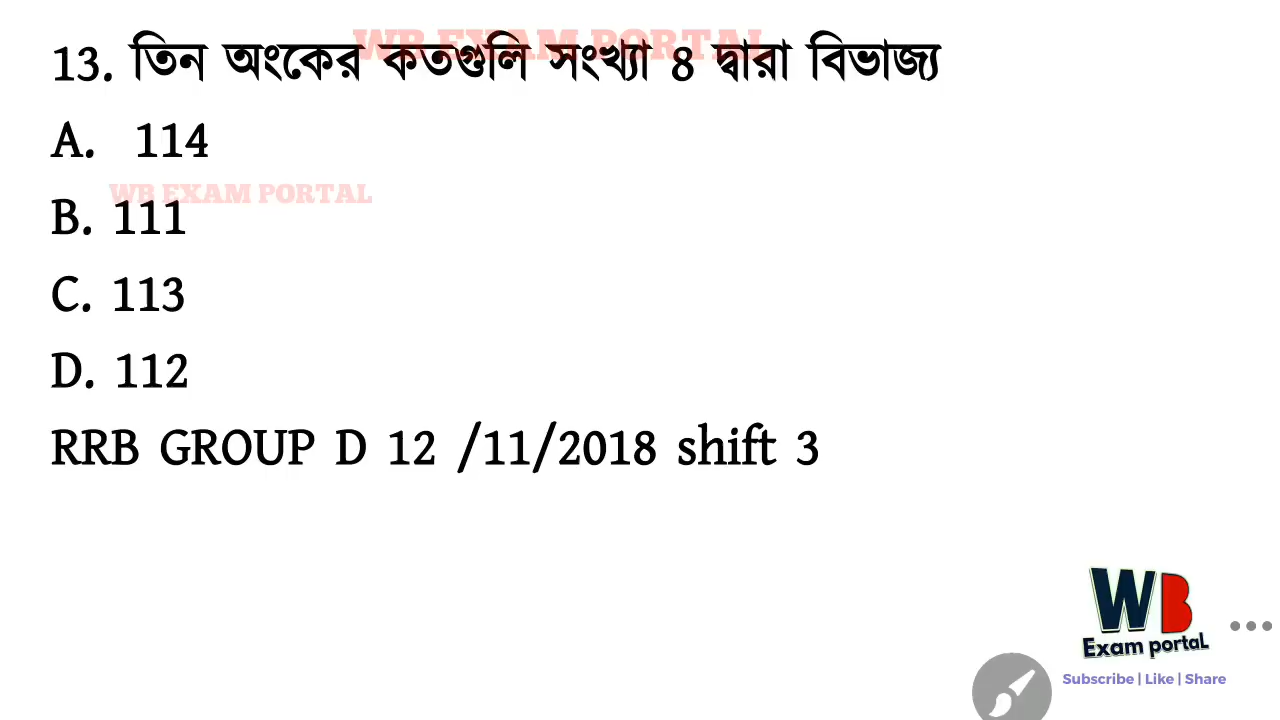 WB EXAM PORTAL
13. তিন অংকের কতগুলি সংখ্যা 8 দ্বারা বিভাজ্য
A. 114
WB EXAM PORTAL
B. 111
C. 113
D. 112
RRB GROUP D 12 /11/2018 shift 3
WB
Exam portal
Subscribe | Like | Share